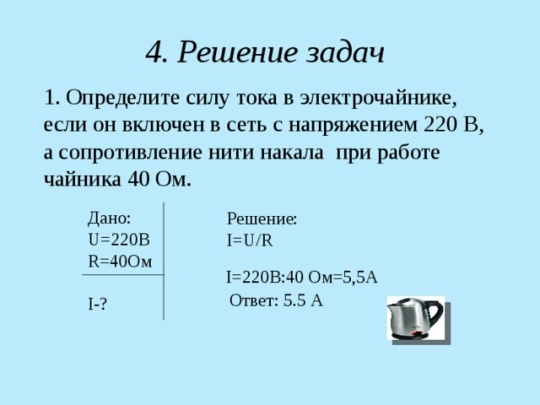 4. Решение задач
1. Определите силу тока в электрочайнике,
если он включен в сеть с напряжением 220 В,
а сопротивление нити накала при работе
чайника 40 Ом.
Дано:
U=220В
R=40Ом
I-?
Решение:
I=U/R
I=220В:40 Ом=5,5А
Ответ: 5.5 А